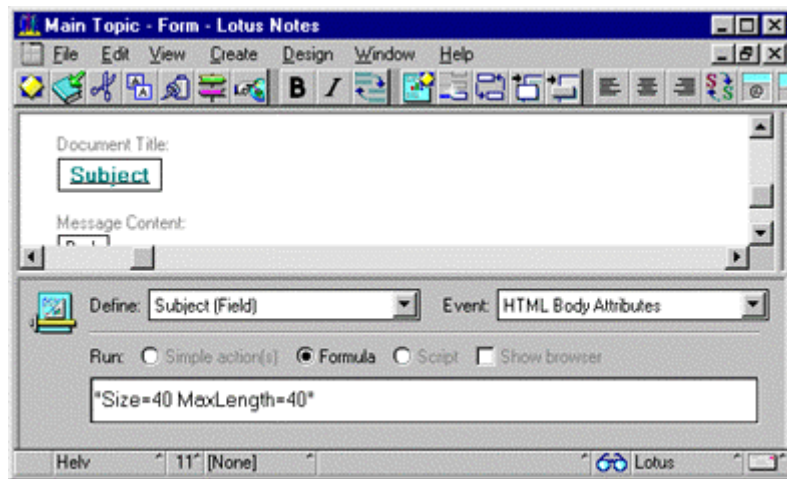 Main Topic - Form - Lotus Notes
File Edit View Create Design Window Help
B I S S @
Document Title:
Subject
Message Content:
Define: Subject (Field) Event: HTML Body Attributes
Run: Simple action(s) Formula Script Show browser
"Size=40 MaxLength=40"
Helv 11 [None] Lotus